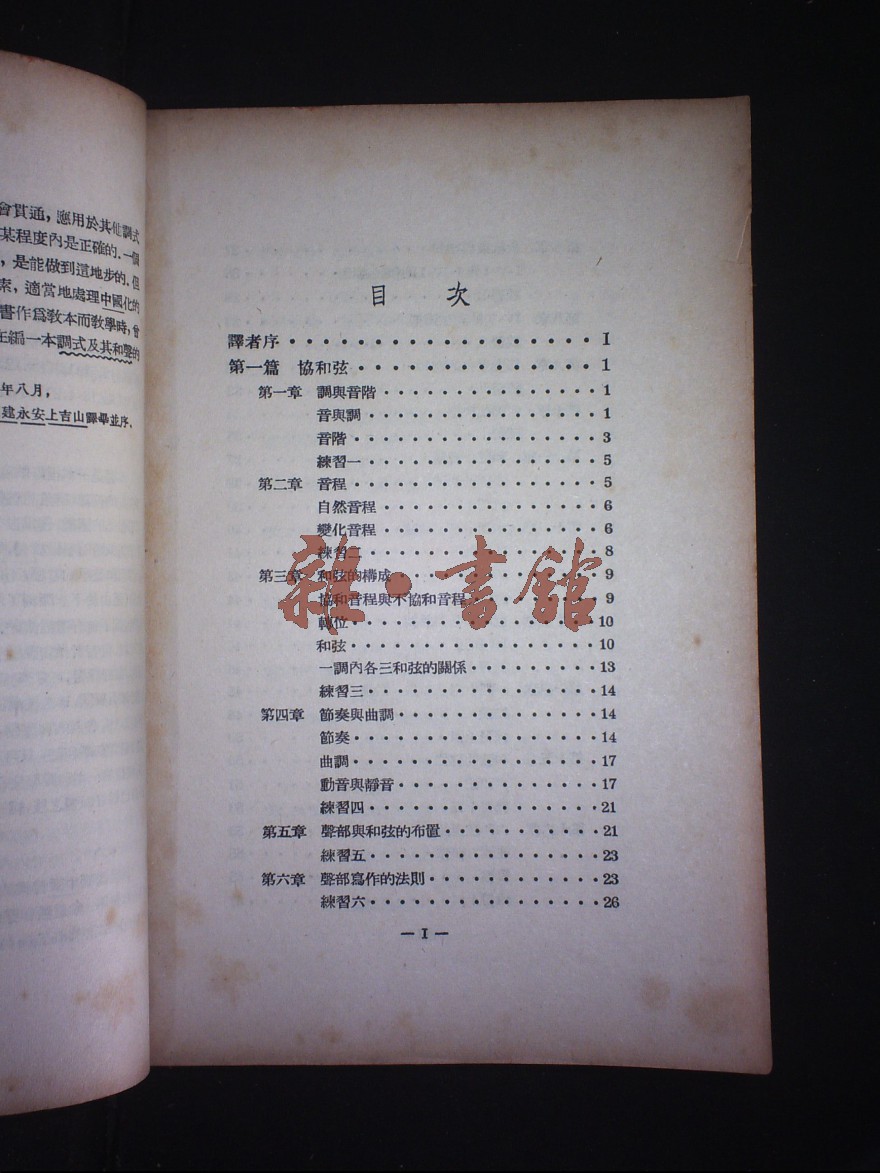 會貫通，應用於其他調式
某程度內是正確的．一個
，是能做到這地步的．但
索，適當地處理中國化的
書作爲教本而教學時，曾
在編一本調式及其和聲的
年八月，
建永安上吉山譯畢並序．
目　次
譯者序・・・・・・・・・・・・・・・・・I
第一篇　協和弦・・・・・・・・・・・・・1
第一章　調與音階・・・・・・・・・・・・1
音與調・・・・・・・・・・・・1
音階・・・・・・・・・・・・・3
練習一・・・・・・・・・・・・5
第二章　音程・・・・・・・・・・・・・5
自然音程・・・・・・・・・・・6
變化音程・・・・・・・・・・・6
練習二・・・・・・・・・・・・8
第三章　和弦的構成・・・・・・・・・・・9
協和音程與不協和音程・・・・・・・9
轉位・・・・・・・・・・・・・10
和弦・・・・・・・・・・・・・10
一調內各三和弦的關係・・・・・・・13
練習三・・・・・・・・・・・・14
第四章　節奏與曲調・・・・・・・・・・・14
節奏・・・・・・・・・・・・・14
曲調・・・・・・・・・・・・・17
動音與靜音・・・・・・・・・・・17
練習四・・・・・・・・・・・・21
第五章　聲部與和弦的布置・・・・・・・・21
練習五・・・・・・・・・・・・23
第六章　聲部寫作的法則・・・・・・・・・23
練習六・・・・・・・・・・・・26
— I —
雜・書館